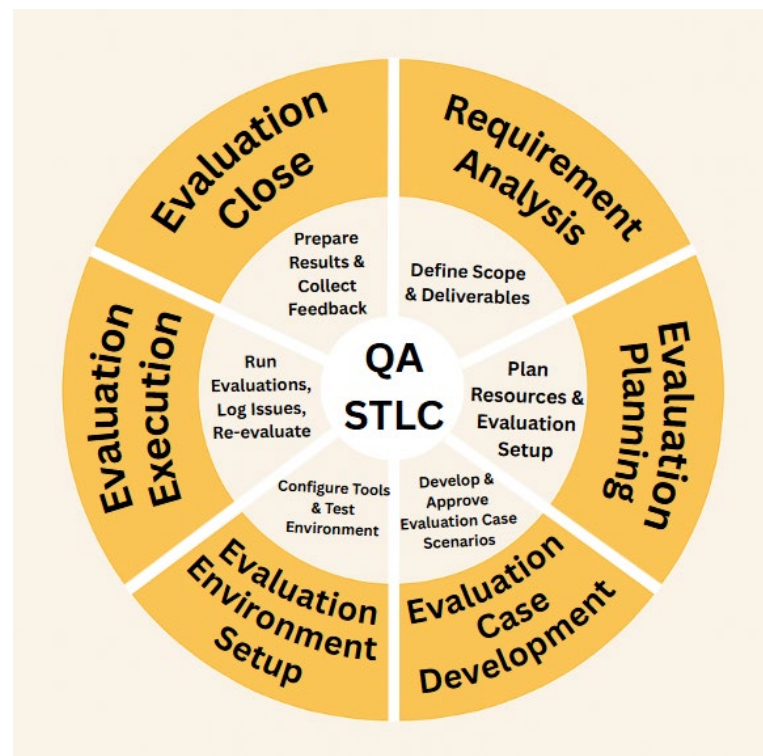 Requirement
Analysis
Define Scope
& Deliverables
Evaluation
Planning
Plan
Resources &
Evaluation
Setup
Evaluation
Case
Development
Develop &
Approve
Evaluation Case
Scenarios
Evaluation
Environment
Setup
Configure Tools
& Test
Environment
Evaluation
Execution
Run
Evaluations,
Log Issues,
Re-evaluate
Evaluation
Close
Prepare
Results &
Collect
Feedback
QA
STLC